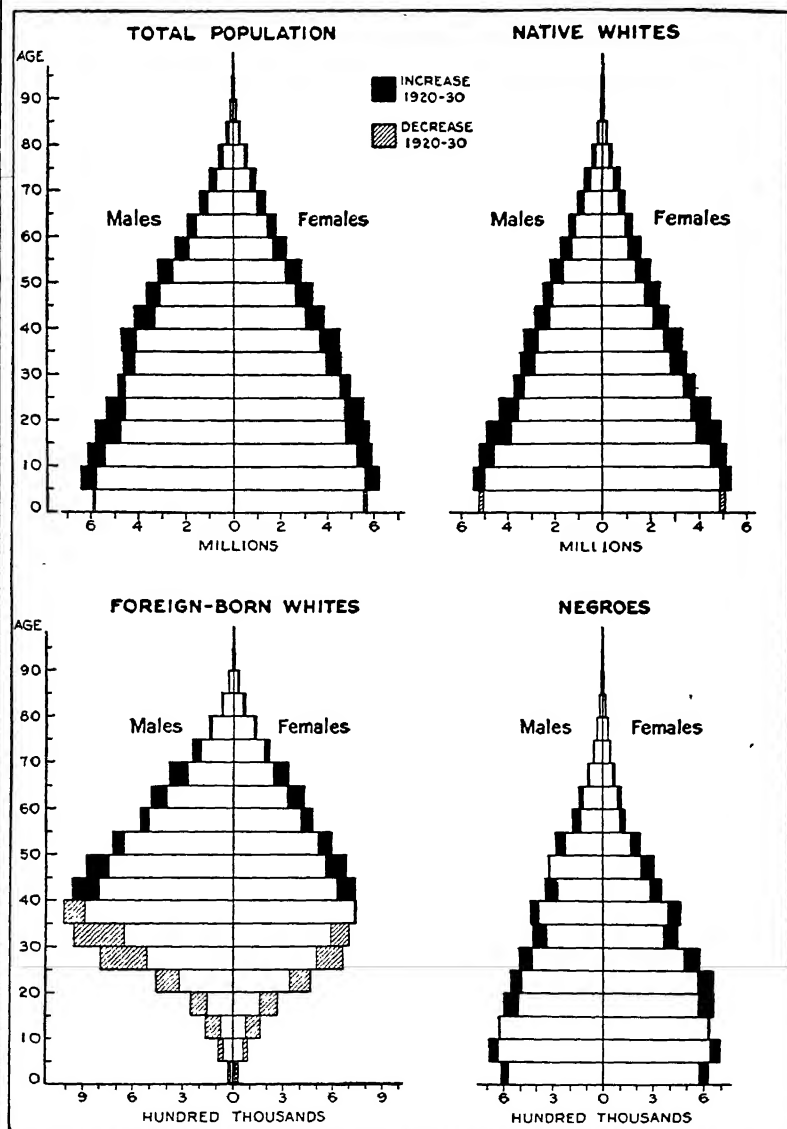 TOTAL POPULATION
NATIVE WHITES
AGE
INCREASE
1920-30
DECREASE
1920-30
90
80
70
60
50
40
30
20
10
0
Males
Females
Males
Females
6 4 2 0 2 4 6
MILLIONS
6 4 2 0 2 4 6
MILLIONS
FOREIGN-BORN WHITES
NEGROES
AGE
90
80
70
60
50
40
30
20
10
0
Males
Females
Males
Females
9 6 3 0 3 6 9
HUNDRED THOUSANDS
6 3 0 3 6
HUNDRED THOUSANDS